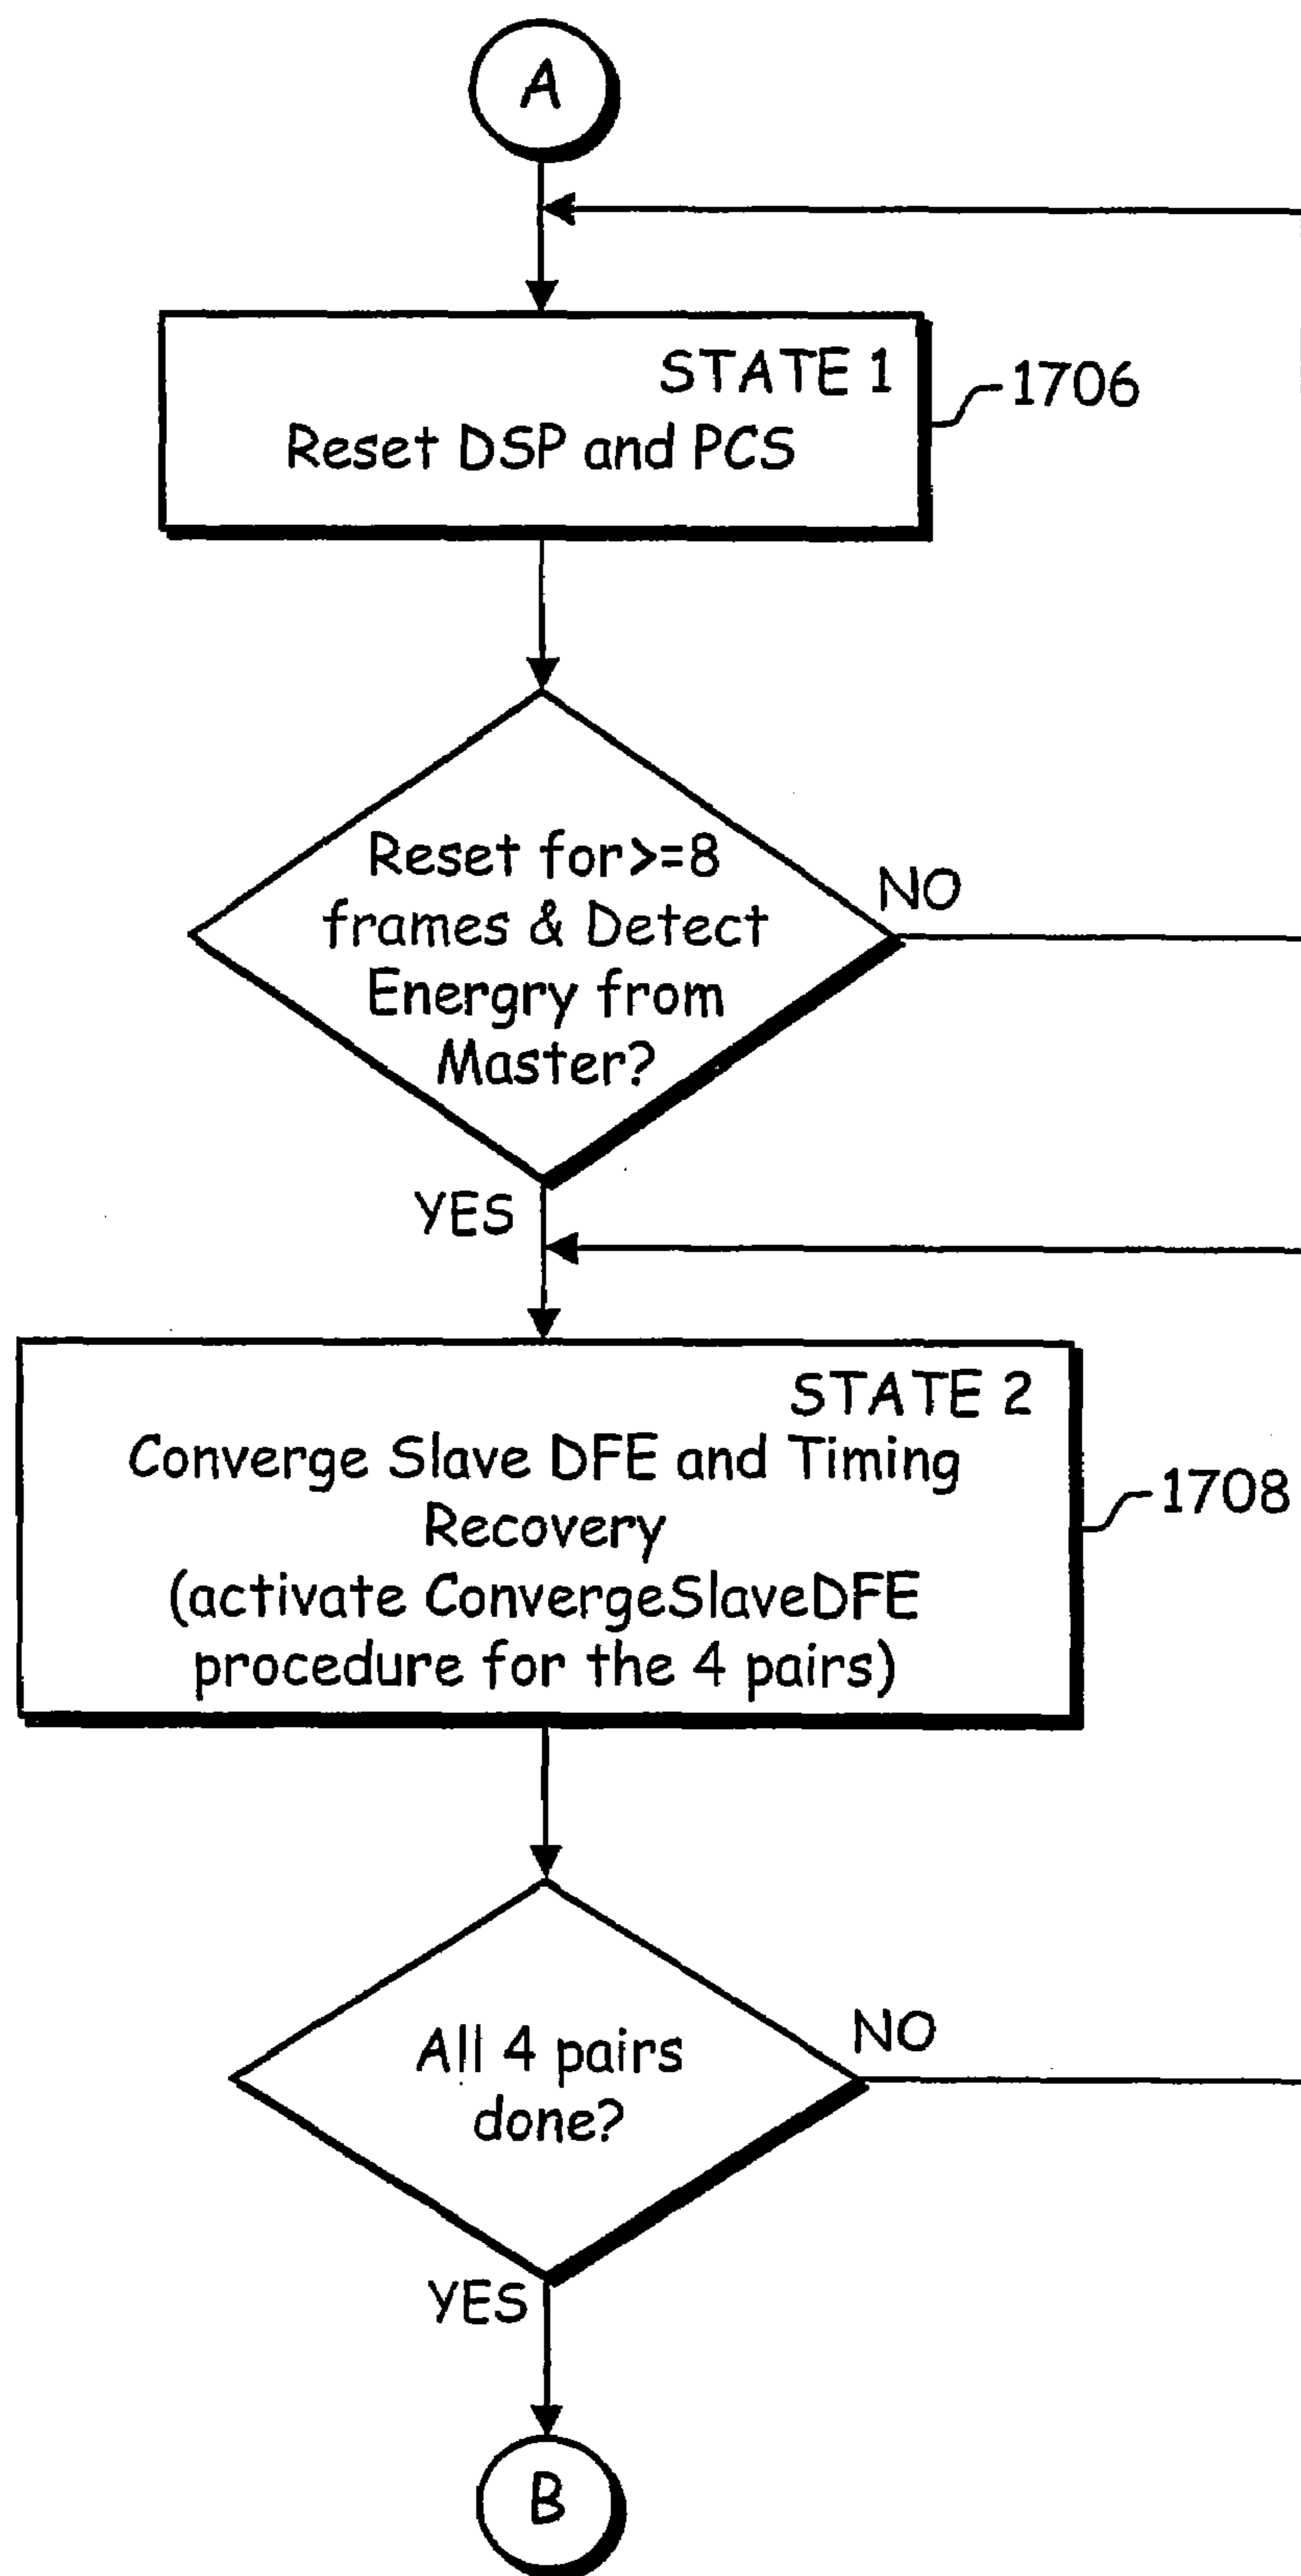 A
STATE 1
Reset DSP and PCS
1706
Reset for>=8
frames & Detect
Energry from
Master?
NO
YES
STATE 2
Converge Slave DFE and Timing
Recovery
(activate ConvergeSlaveDFE
procedure for the 4 pairs)
1708
All 4 pairs
done?
NO
YES
B